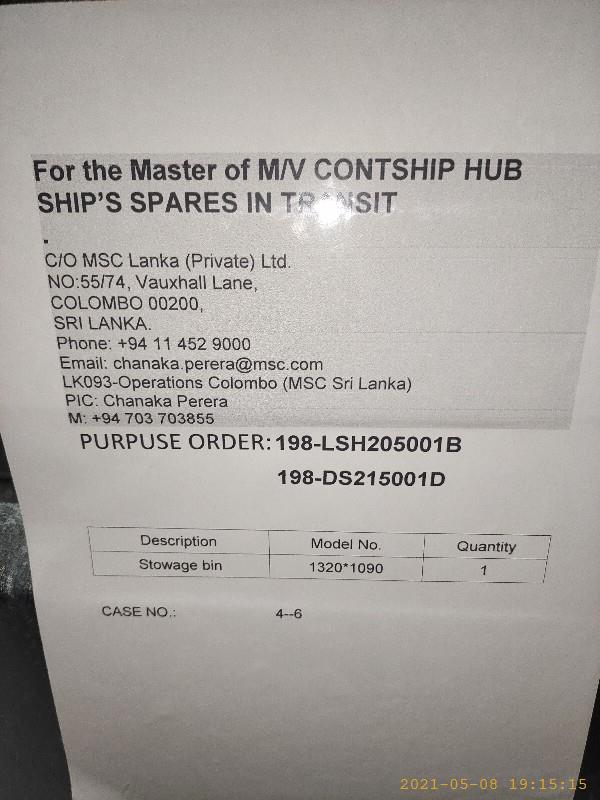 For the Master of M/V CONTSHIP HUB
SHIP'S SPARES IN TRANSIT
.
C/O MSC Lanka (Private) Ltd.
NO:55/74, Vauxhall Lane,
COLOMBO 00200,
SRI LANKA.
Phone: +94 11 452 9000
Email: chanaka.perera@msc.com
LK093-Operations Colombo (MSC Sri Lanka)
PIC: Chanaka Perera
M: +94 703 703855
PURPUSE ORDER: 198-LSH205001B
198-DS215001D
Description Model No. Quantity
Stowage bin 1320*1090 1
CASE NO.: 4--6
2021-05-08 19:15:15